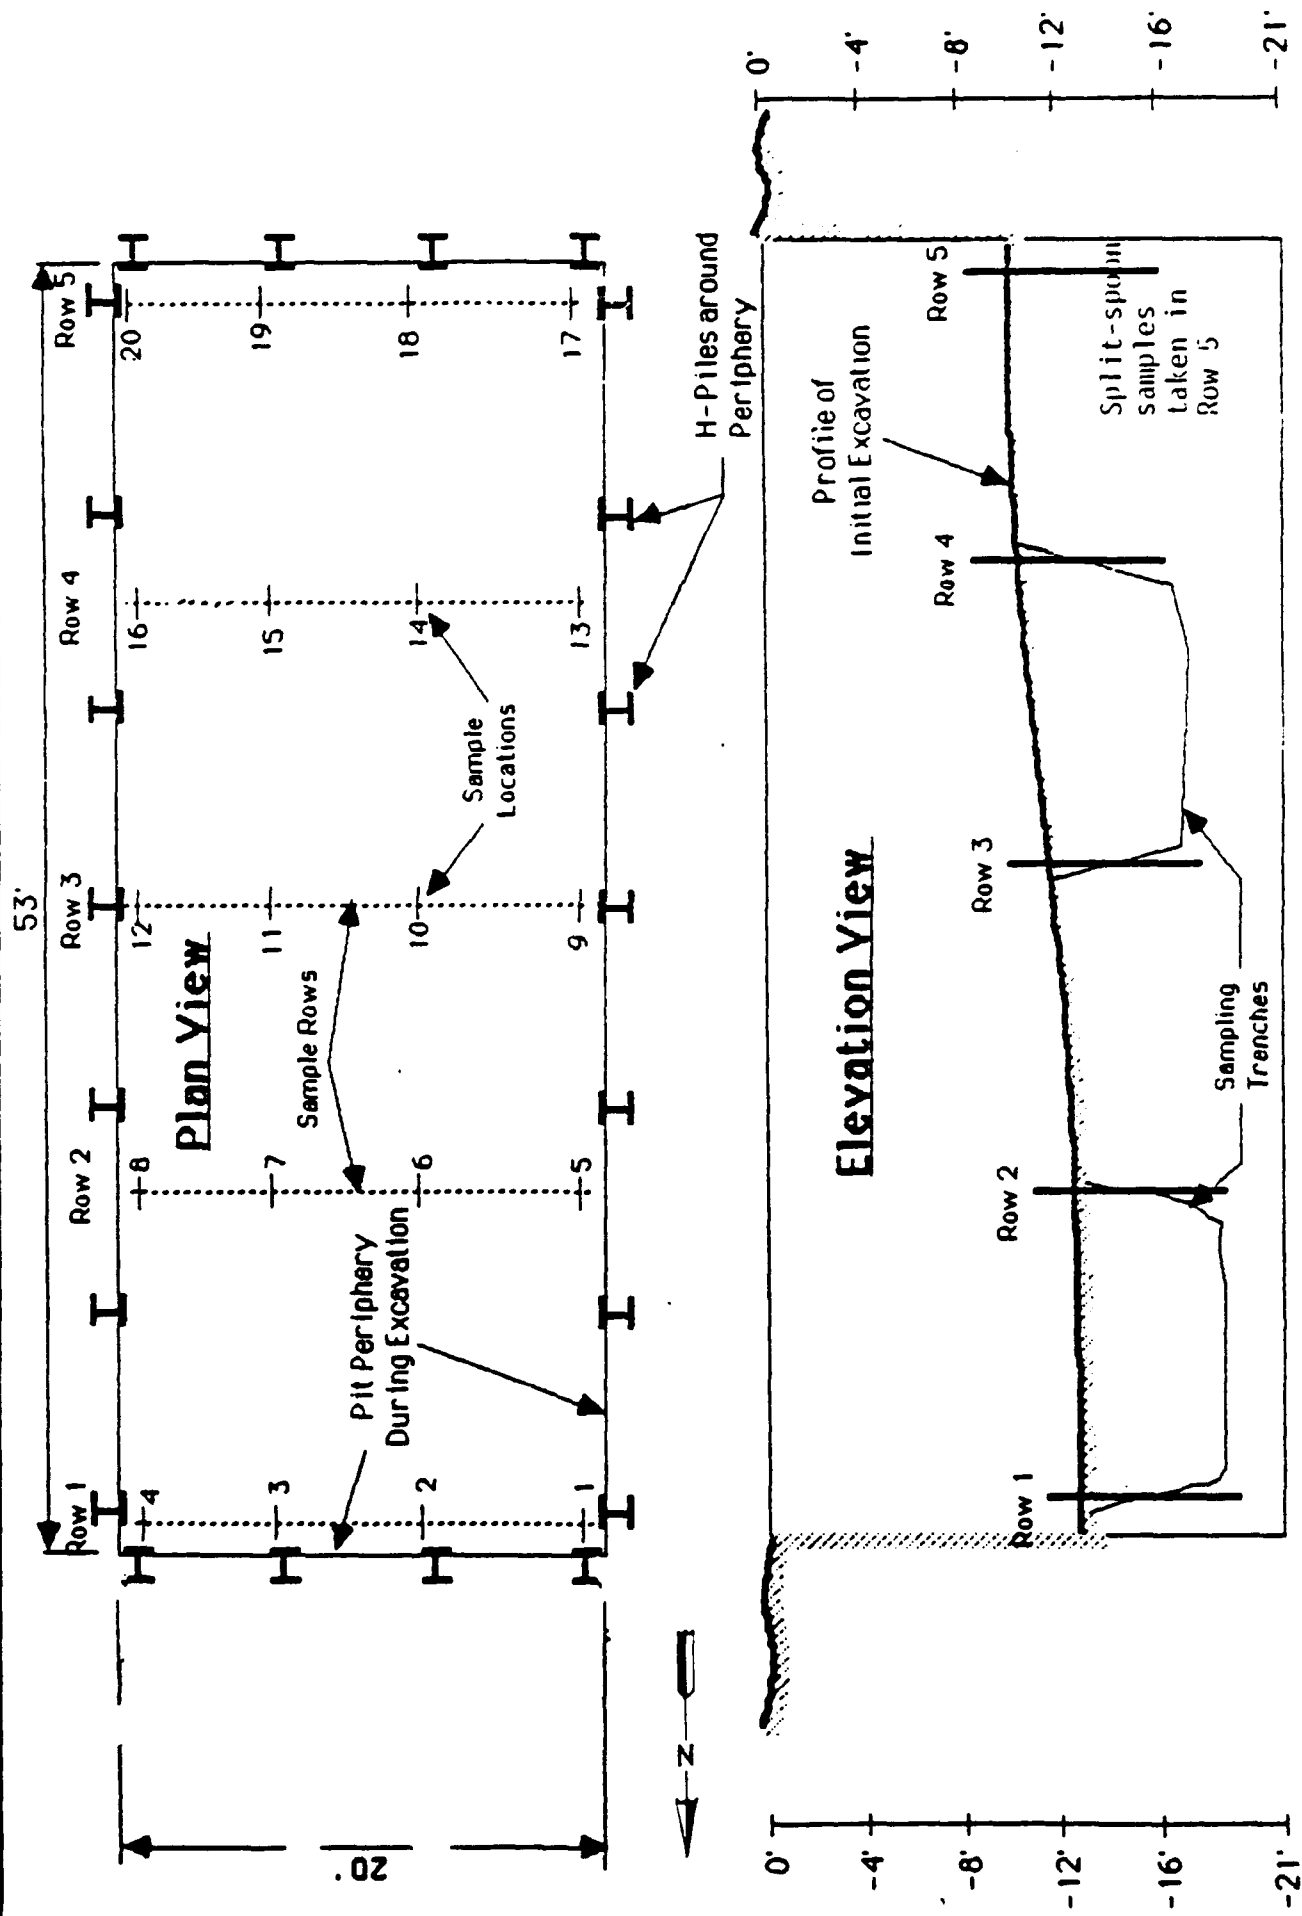 53'
Row 1
Row 2
Row 3
Row 4
Row 5
4
8
12
16
20
3
7
11
15
19
2
6
10
14
18
1
5
9
13
17
Plan View
Pit Periphery
During Excavation
Sample Rows
Sample
Locations
H-Piles around
Periphery
20'
N
0'
-4'
-8'
-12'
-16'
-21'
Elevation View
Profile of
Initial Excavation
Row 1
Row 2
Row 3
Row 4
Row 5
Sampling
Trenches
Split-spoon
samples
taken in
Row 5
0'
-4'
-8'
-12'
-16'
-21'